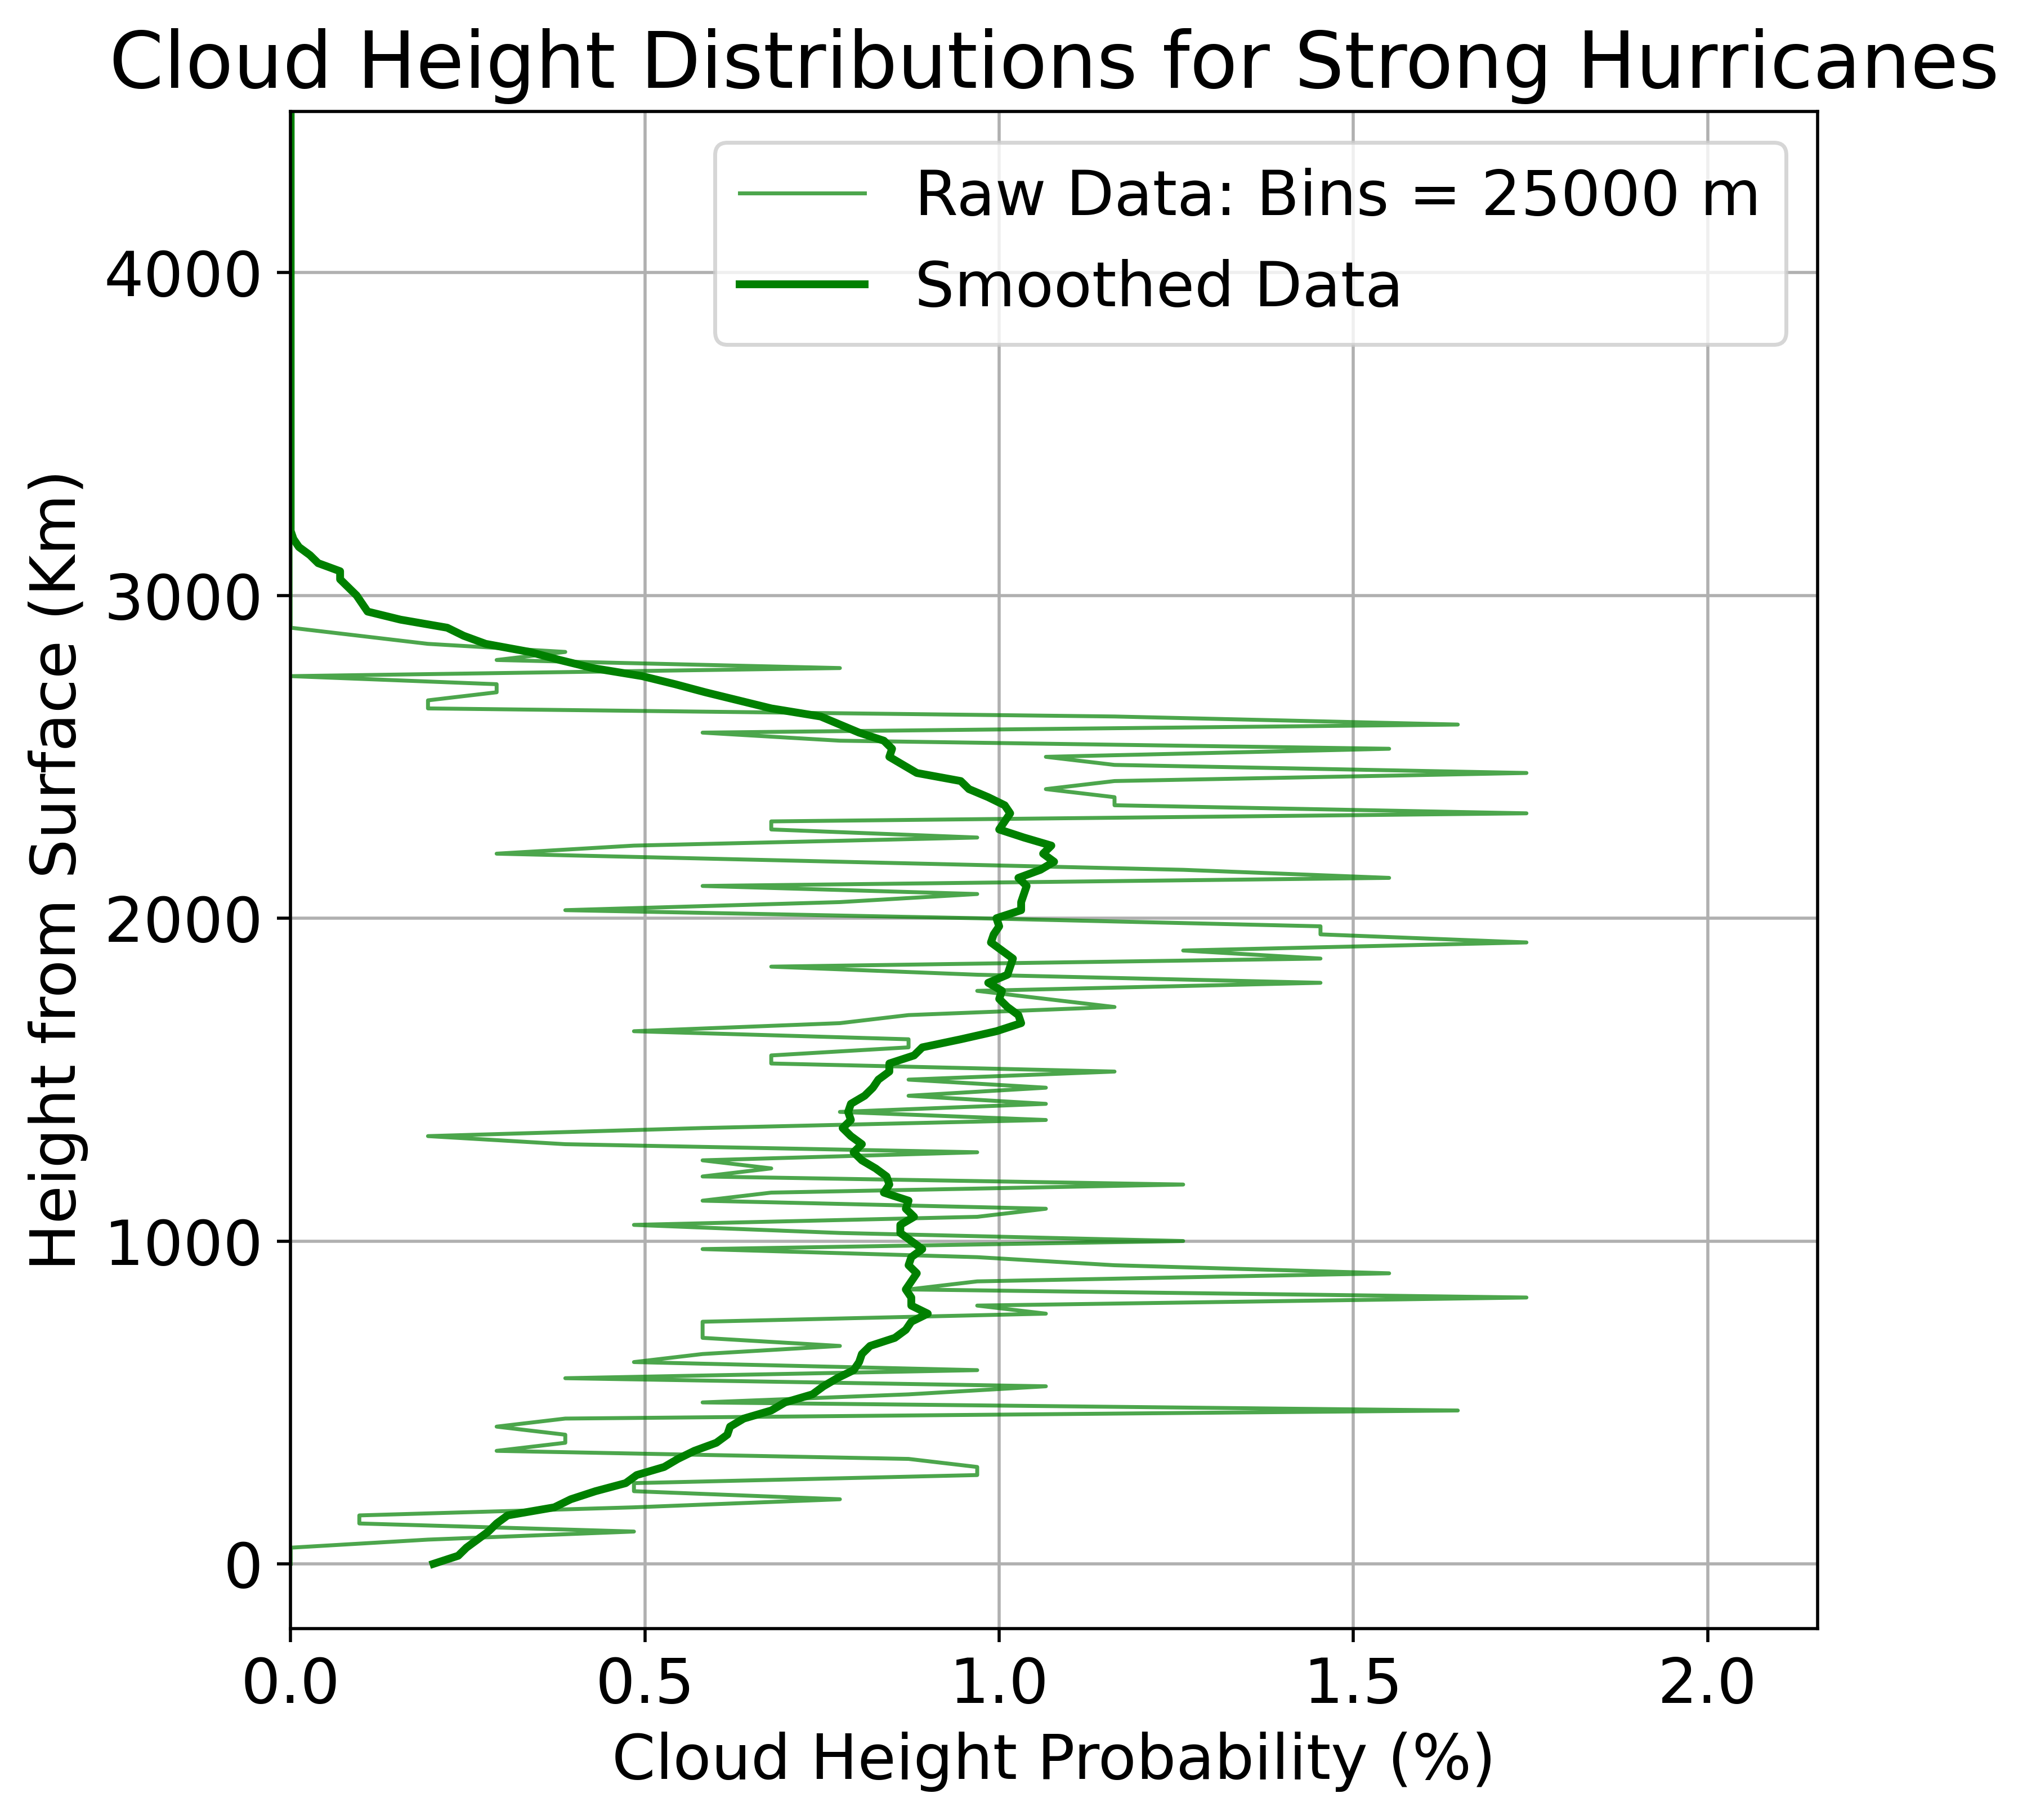 Cloud Height Distributions for Strong Hurricanes
Raw Data: Bins = 25000 m
Smoothed Data
Height from Surface (Km)
4000
3000
2000
1000
0
0.0 0.5 1.0 1.5 2.0
Cloud Height Probability (%)